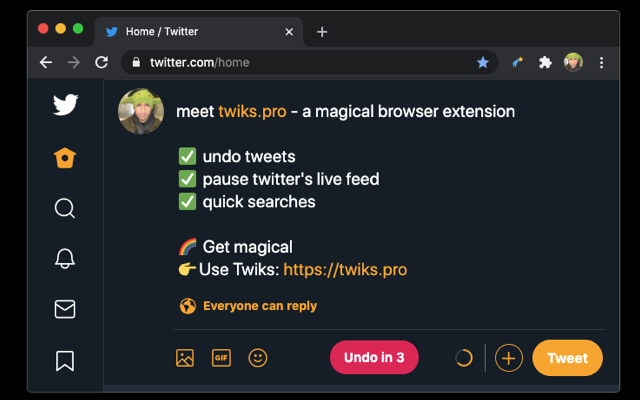 Home / Twitter
twitter.com/home
meet twiks.pro - a magical browser extension
✅ undo tweets
✅ pause twitter's live feed
✅ quick searches
🌈 Get magical
👉 Use Twiks: https://twiks.pro
Everyone can reply
GIF
Undo in 3
Tweet